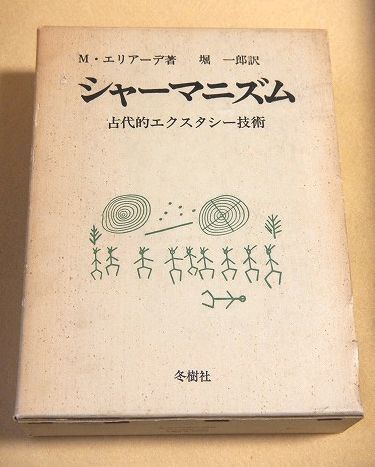 M・エリアーデ著　堀　一郎訳
シャーマニズム
古代的エクスタシー技術
冬樹社